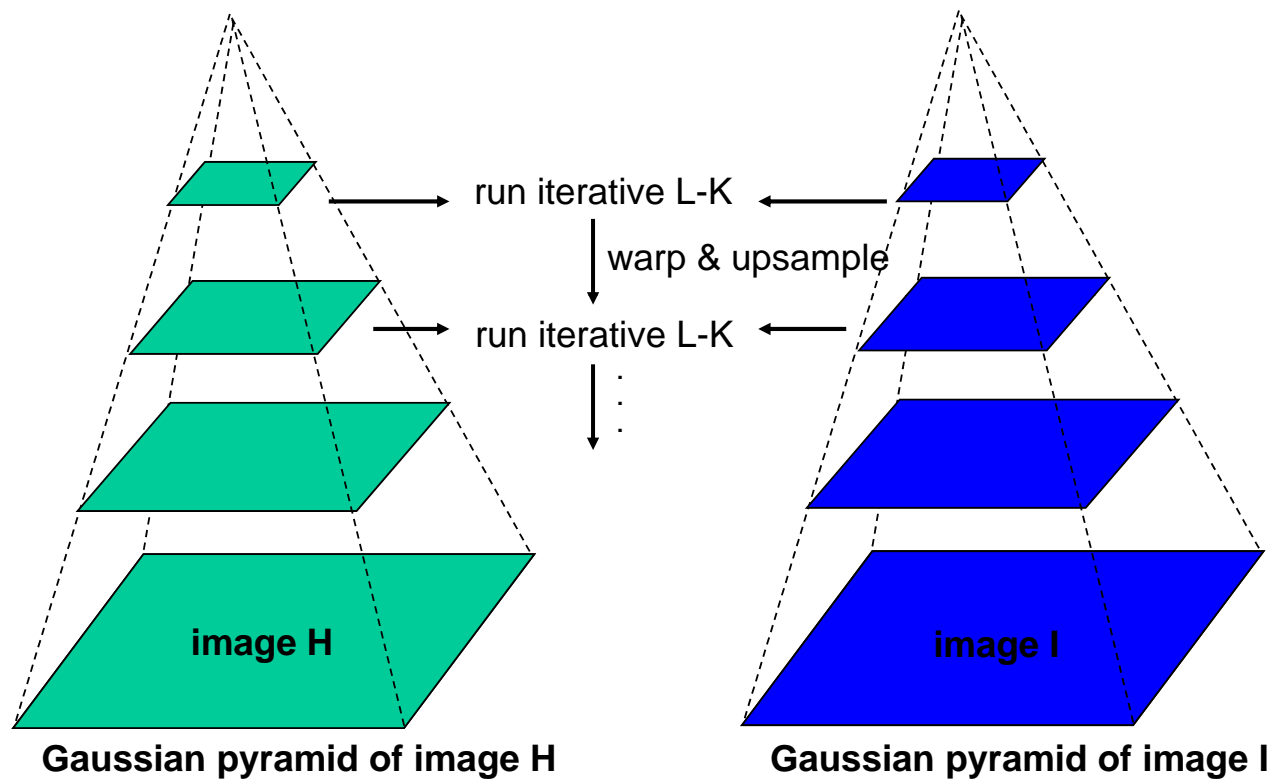 run iterative L-K
warp & upsample
run iterative L-K
.
.
.
image H
image I
Gaussian pyramid of image H
Gaussian pyramid of image I